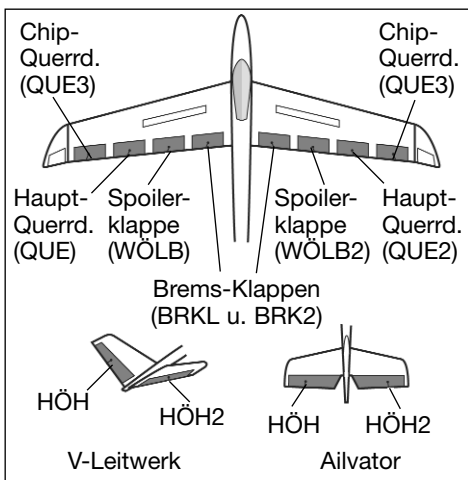 Chip-
Querrd.
(QUE3)
Chip-
Querrd.
(QUE3)
Haupt-
Querrd.
(QUE)
Spoiler-
klappe
(WÖLB)
Spoiler-
klappe
(WÖLB2)
Haupt-
Querrd.
(QUE2)
Brems-Klappen
(BRKL u. BRK2)
HÖH
HÖH2
V-Leitwerk
HÖH
HÖH2
Ailvator